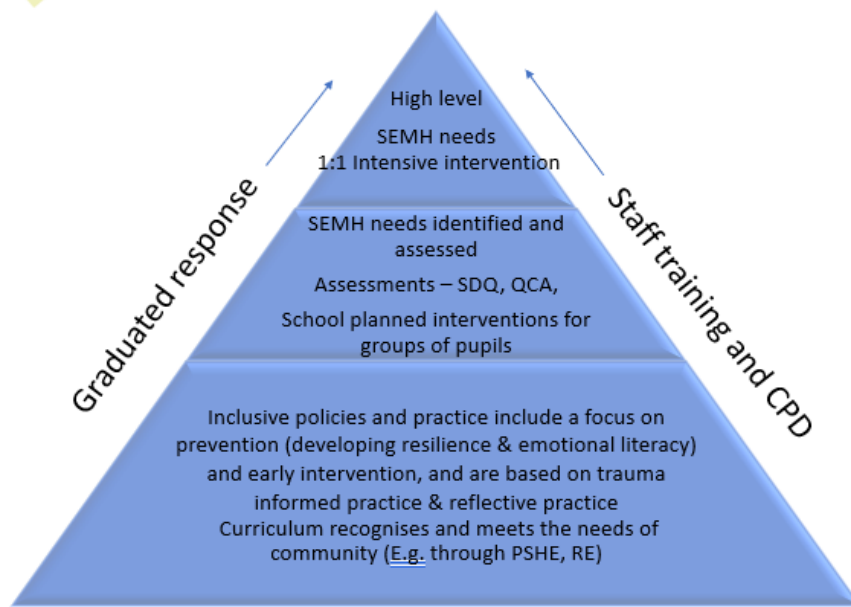 High level
SEMH needs
1:1 Intensive intervention
Graduated response
Staff training and CPD
SEMH needs identified and
assessed
Assessments – SDQ, QCA,
School planned interventions for
groups of pupils
Inclusive policies and practice include a focus on
prevention (developing resilience & emotional literacy)
and early intervention, and are based on trauma
informed practice & reflective practice
Curriculum recognises and meets the needs of
community (E.g. through PSHE, RE)